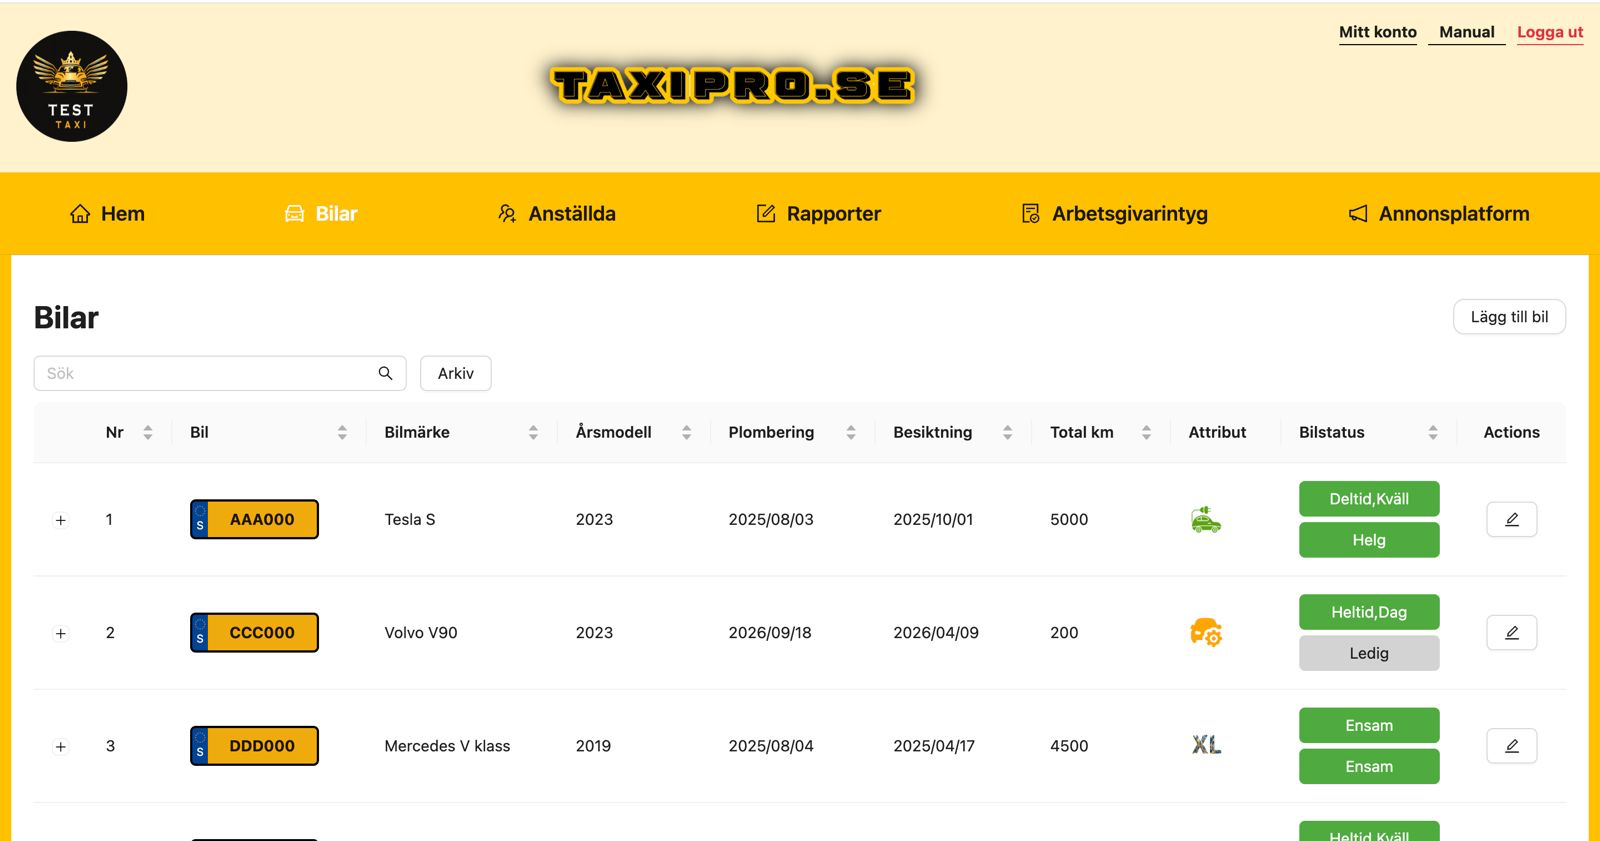 Mitt konto Manual Logga ut
TEST
TAXI
TAXIPRO.SE
Hem Bilar Anställda Rapporter Arbetsgivarintyg Annonsplatform
Bilar
Lägg till bil
Sök
Arkiv
Nr Bil Bilmärke Årsmodell Plombering Besiktning Total km Attribut Bilstatus Actions
1 S AAA000 Tesla S 2023 2025/08/03 2025/10/01 5000 Deltid,Kväll
Helg
2 S CCC000 Volvo V90 2023 2026/09/18 2026/04/09 200 Heltid,Dag
Ledig
3 S DDD000 Mercedes V klass 2019 2025/08/04 2025/04/17 4500 XL Ensam
Ensam
Heltid,Kväll